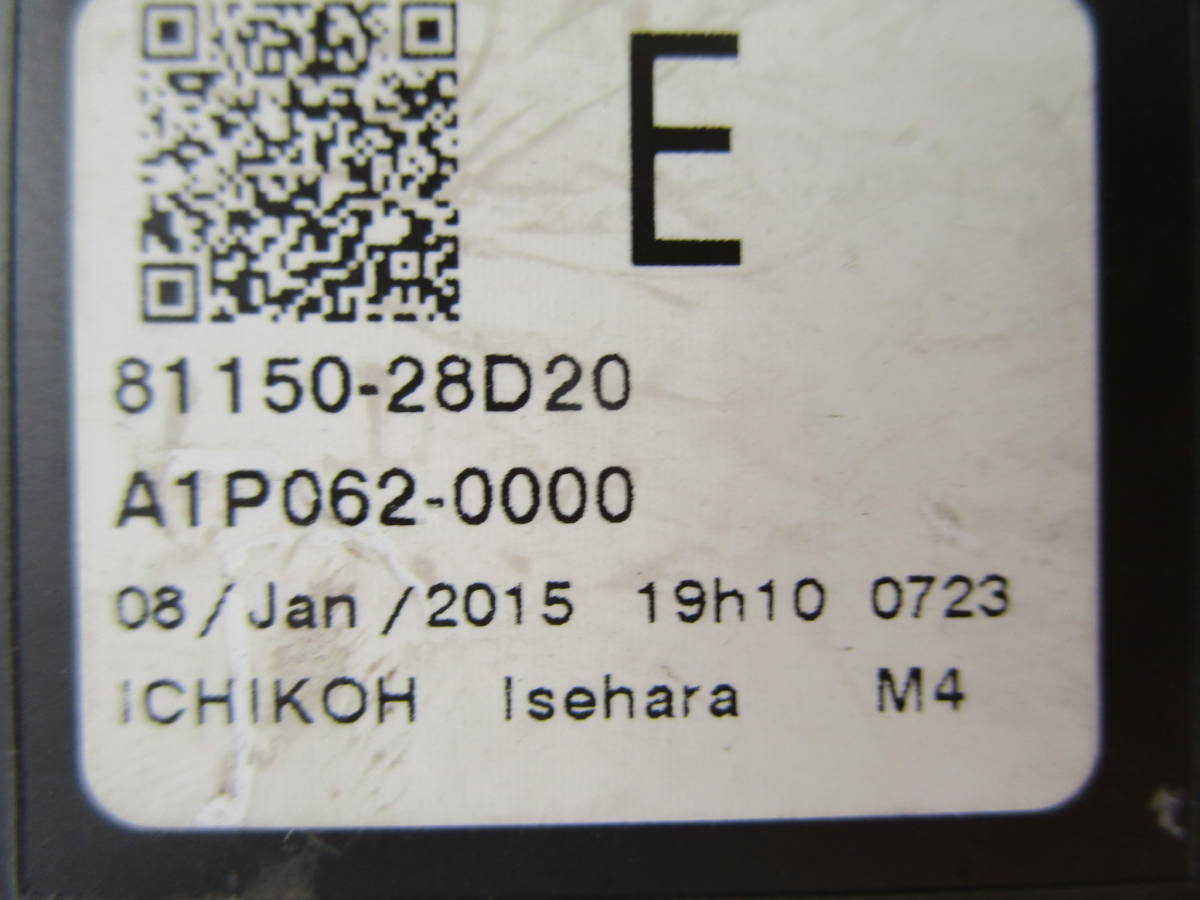 E
81150-28D20
A1P062-0000
08/Jan/2015 19h10 0723
ICHIKOH Isehara M4